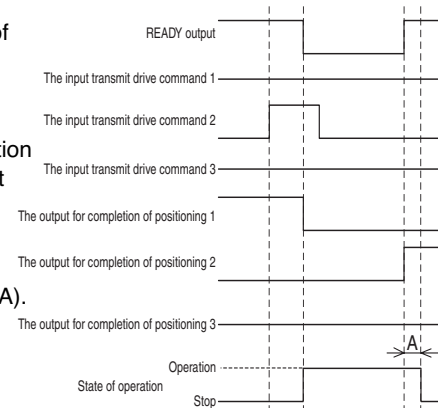 of
READY output
The input transmit drive command 1
The input transmit drive command 2
tion
The input transmit drive command 3
t
The output for completion of positioning 1
The output for completion of positioning 2
A).
The output for completion of positioning 3
A
Operation
State of operation
Stop